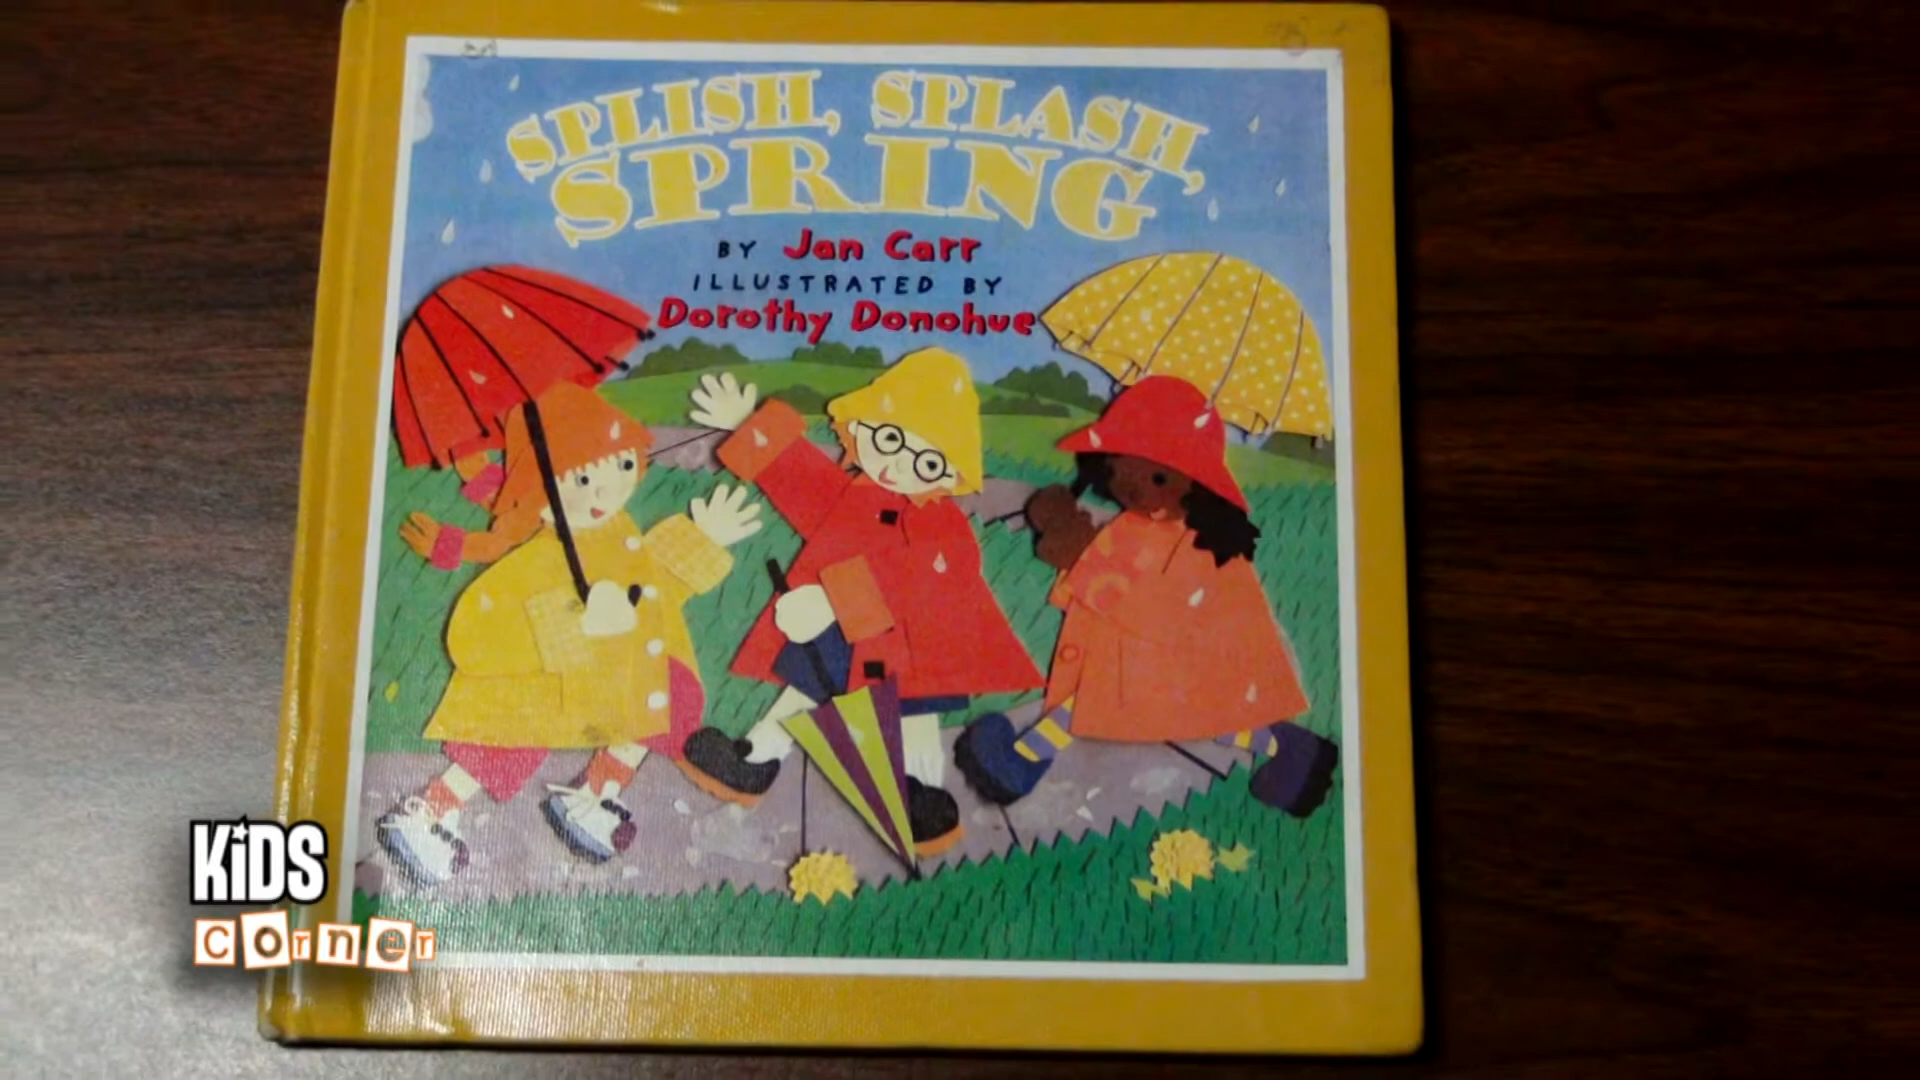 SPLISH, SPLASH,
SPRING
BY Jan Carr
ILLUSTRATED BY
Dorothy Donohue
KiDS
corner